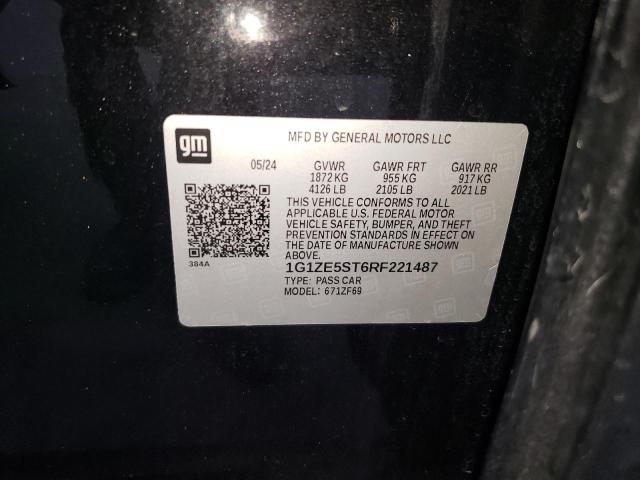 gm
MFD BY GENERAL MOTORS LLC
05/24 GVWR GAWR FRT GAWR RR
1872 KG 955 KG 917 KG
4126 LB 2105 LB 2021 LB
THIS VEHICLE CONFORMS TO ALL
APPLICABLE U.S. FEDERAL MOTOR
VEHICLE SAFETY, BUMPER, AND THEFT
PREVENTION STANDARDS IN EFFECT ON
THE DATE OF MANUFACTURE SHOWN
ABOVE.
384A
1G1ZE5ST6RF221487
TYPE: PASS CAR
MODEL: 671ZF69